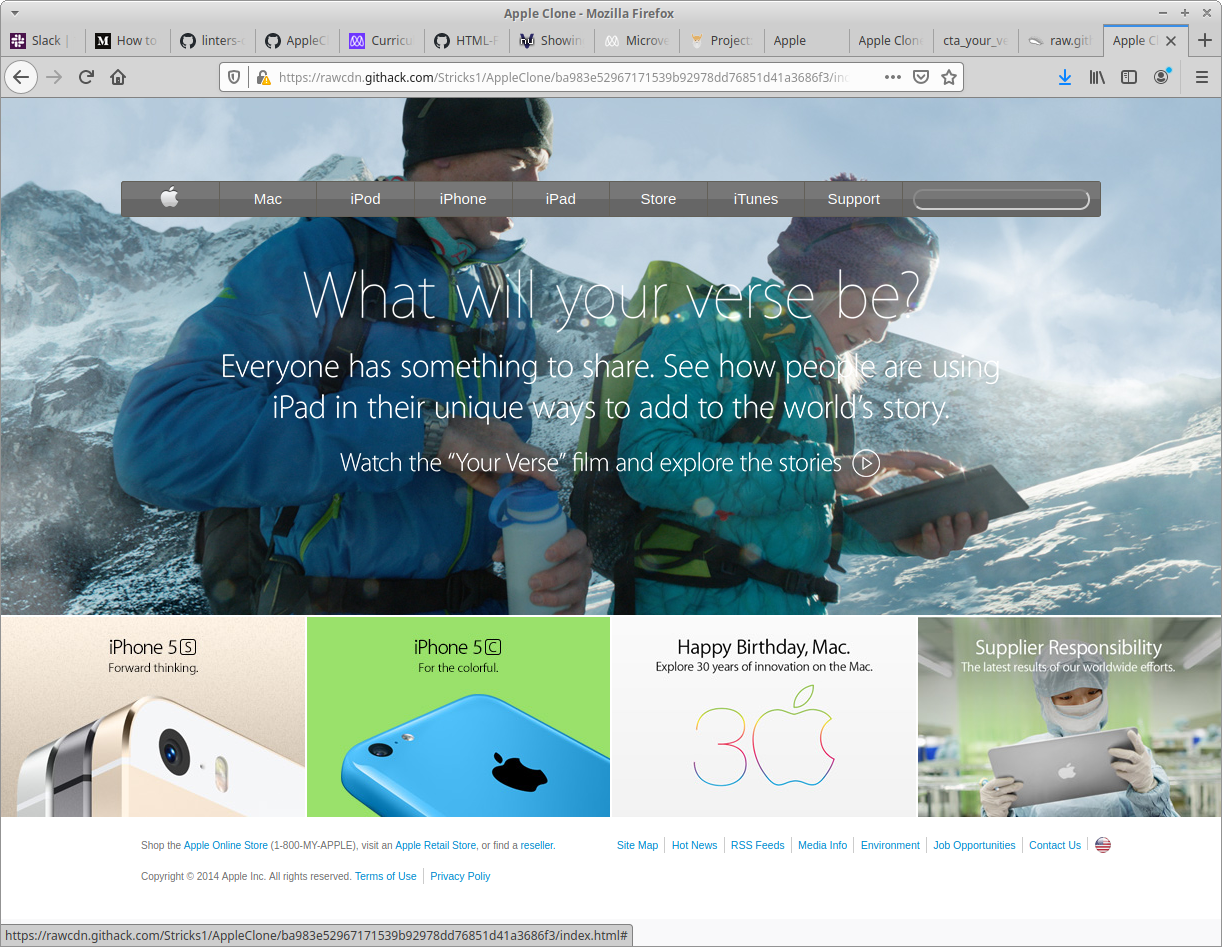 Apple Clone - Mozilla Firefox
Slack |
How to
linters-
AppleC
Curricu
HTML-F
Showin
Microve
Project:
Apple
Apple Clone
cta_your_ve
raw.gith
Apple Cl
https://rawcdn.githack.com/Stricks1/AppleClone/ba983e52967171539b92978dd76851d41a3686f3/ind
Mac
iPod
iPhone
iPad
Store
iTunes
Support
What will your verse be?
Everyone has something to share. See how people are using
iPad in their unique ways to add to the world’s story.
Watch the “Your Verse” film and explore the stories
iPhone 5S
Forward thinking.
iPhone 5C
For the colorful.
Happy Birthday, Mac.
Explore 30 years of innovation on the Mac.
30
Supplier Responsibility
The latest results of our worldwide efforts.
Shop the Apple Online Store (1-800-MY-APPLE), visit an Apple Retail Store, or find a reseller.
Site Map
Hot News
RSS Feeds
Media Info
Environment
Job Opportunities
Contact Us
Copyright © 2014 Apple Inc. All rights reserved. Terms of Use
Privacy Poliy
https://rawcdn.githack.com/Stricks1/AppleClone/ba983e52967171539b92978dd76851d41a3686f3/index.html#